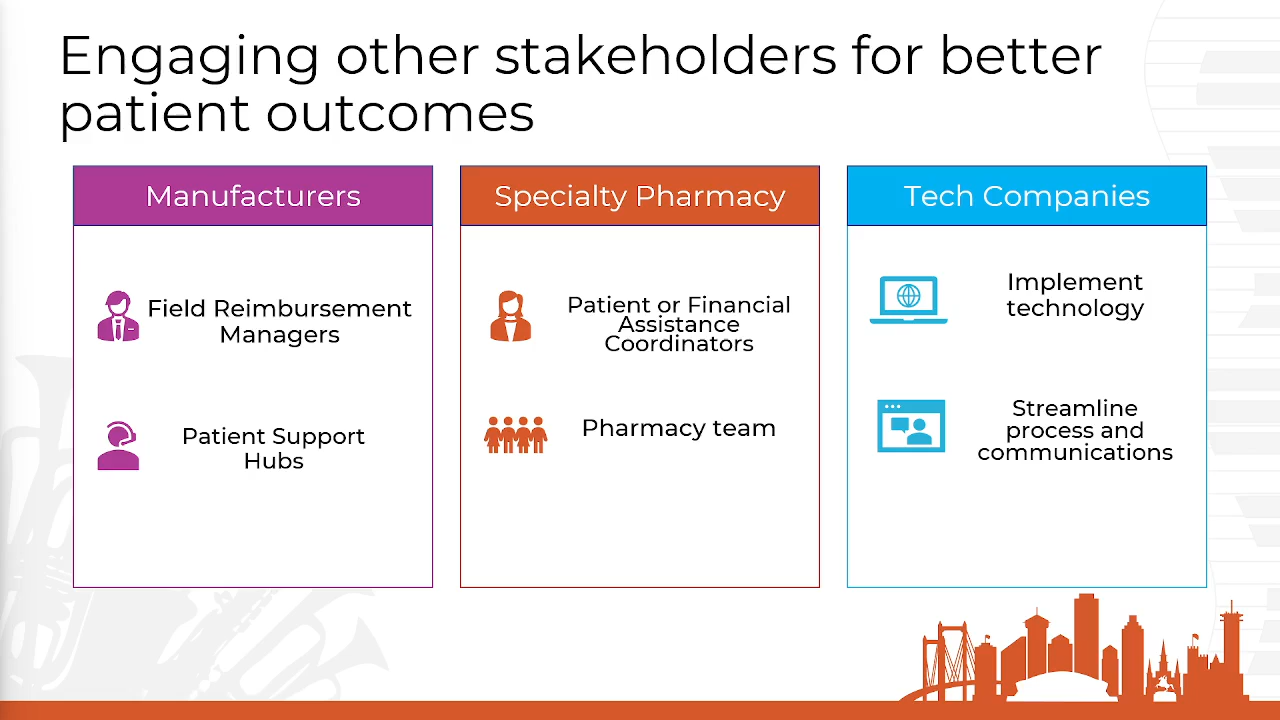 Engaging other stakeholders for better
patient outcomes
Manufacturers
Field Reimbursement
Managers
Patient Support
Hubs
Specialty Pharmacy
Patient or Financial
Assistance
Coordinators
Pharmacy team
Tech Companies
Implement
technology
Streamline
process and
communications